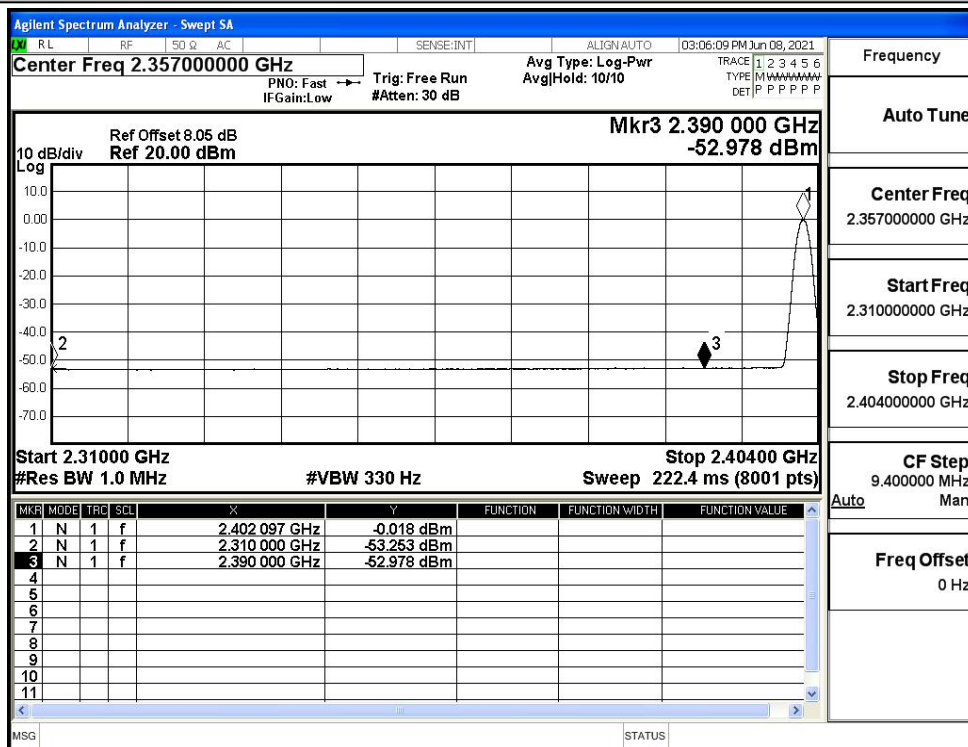 Agilent Spectrum Analyzer - Swept SA
LXI RL RF 50 Ω AC SENSE:INT ALIGN AUTO 03:06:09 PM Jun 08, 2021
Center Freq 2.357000000 GHz
PNO: Fast
IFGain:Low
Trig: Free Run
#Atten: 30 dB
Avg Type: Log-Pwr
Avg|Hold: 10/10
TRACE 1 2 3 4 5 6
TYPE M W W W W W
DET P P P P P P
Ref Offset 8.05 dB
10 dB/div Ref 20.00 dBm
Log
Mkr3 2.390 000 GHz
-52.978 dBm
10.0
0.00
-10.0
-20.0
-30.0
-40.0
-50.0
-60.0
-70.0
1
2
3
Start 2.31000 GHz Stop 2.40400 GHz
#Res BW 1.0 MHz #VBW 330 Hz Sweep 222.4 ms (8001 pts)
MKR MODE TRC SCL X Y FUNCTION FUNCTION WIDTH FUNCTION VALUE
1 N 1 f 2.402 097 GHz -0.018 dBm
2 N 1 f 2.310 000 GHz -53.253 dBm
3 N 1 f 2.390 000 GHz -52.978 dBm
4
5
6
7
8
9
10
11
MSG STATUS
Frequency
Auto Tune
Center Freq
2.357000000 GHz
Start Freq
2.310000000 GHz
Stop Freq
2.404000000 GHz
CF Step
9.400000 MHz
Auto Man
Freq Offset
0 Hz